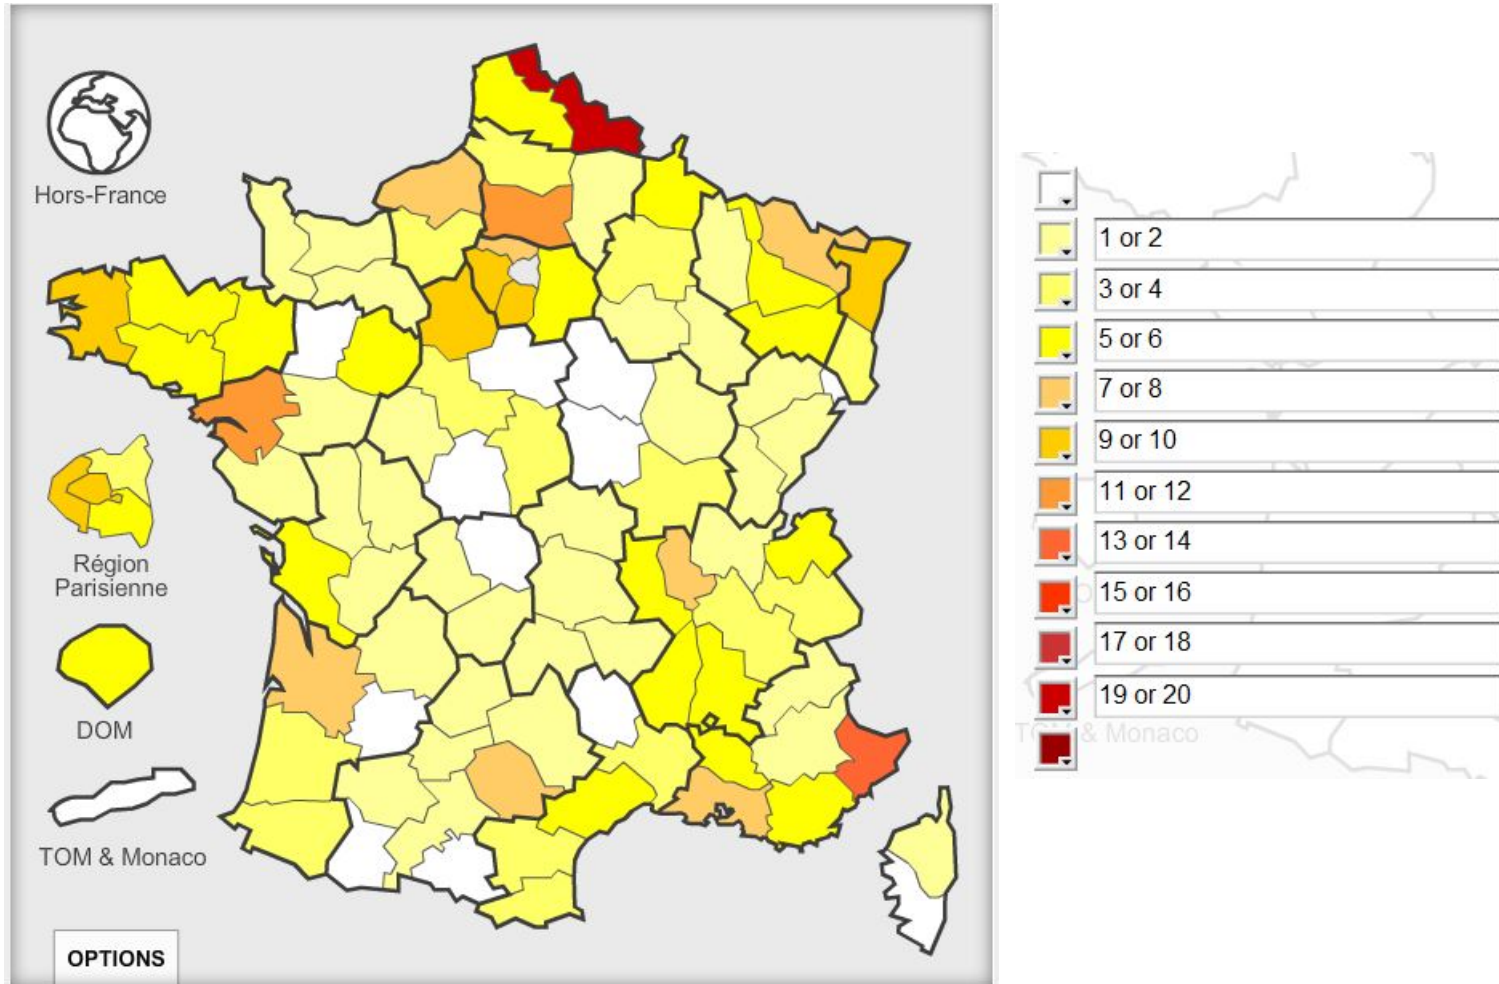 Hors-France
Région
Parisienne
DOM
TOM & Monaco
OPTIONS
1 or 2
3 or 4
5 or 6
7 or 8
9 or 10
11 or 12
13 or 14
15 or 16
17 or 18
19 or 20
TOM & Monaco